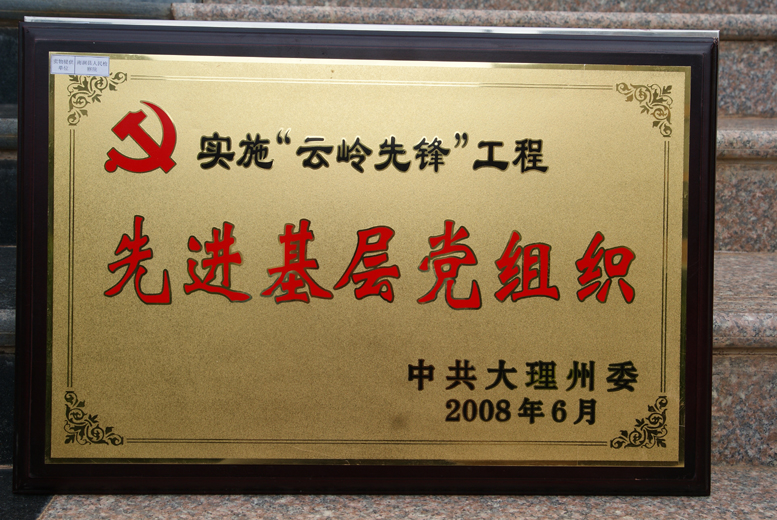 实施“云岭先锋”工程
先进基层党组织
中共大理州委
2008年6月